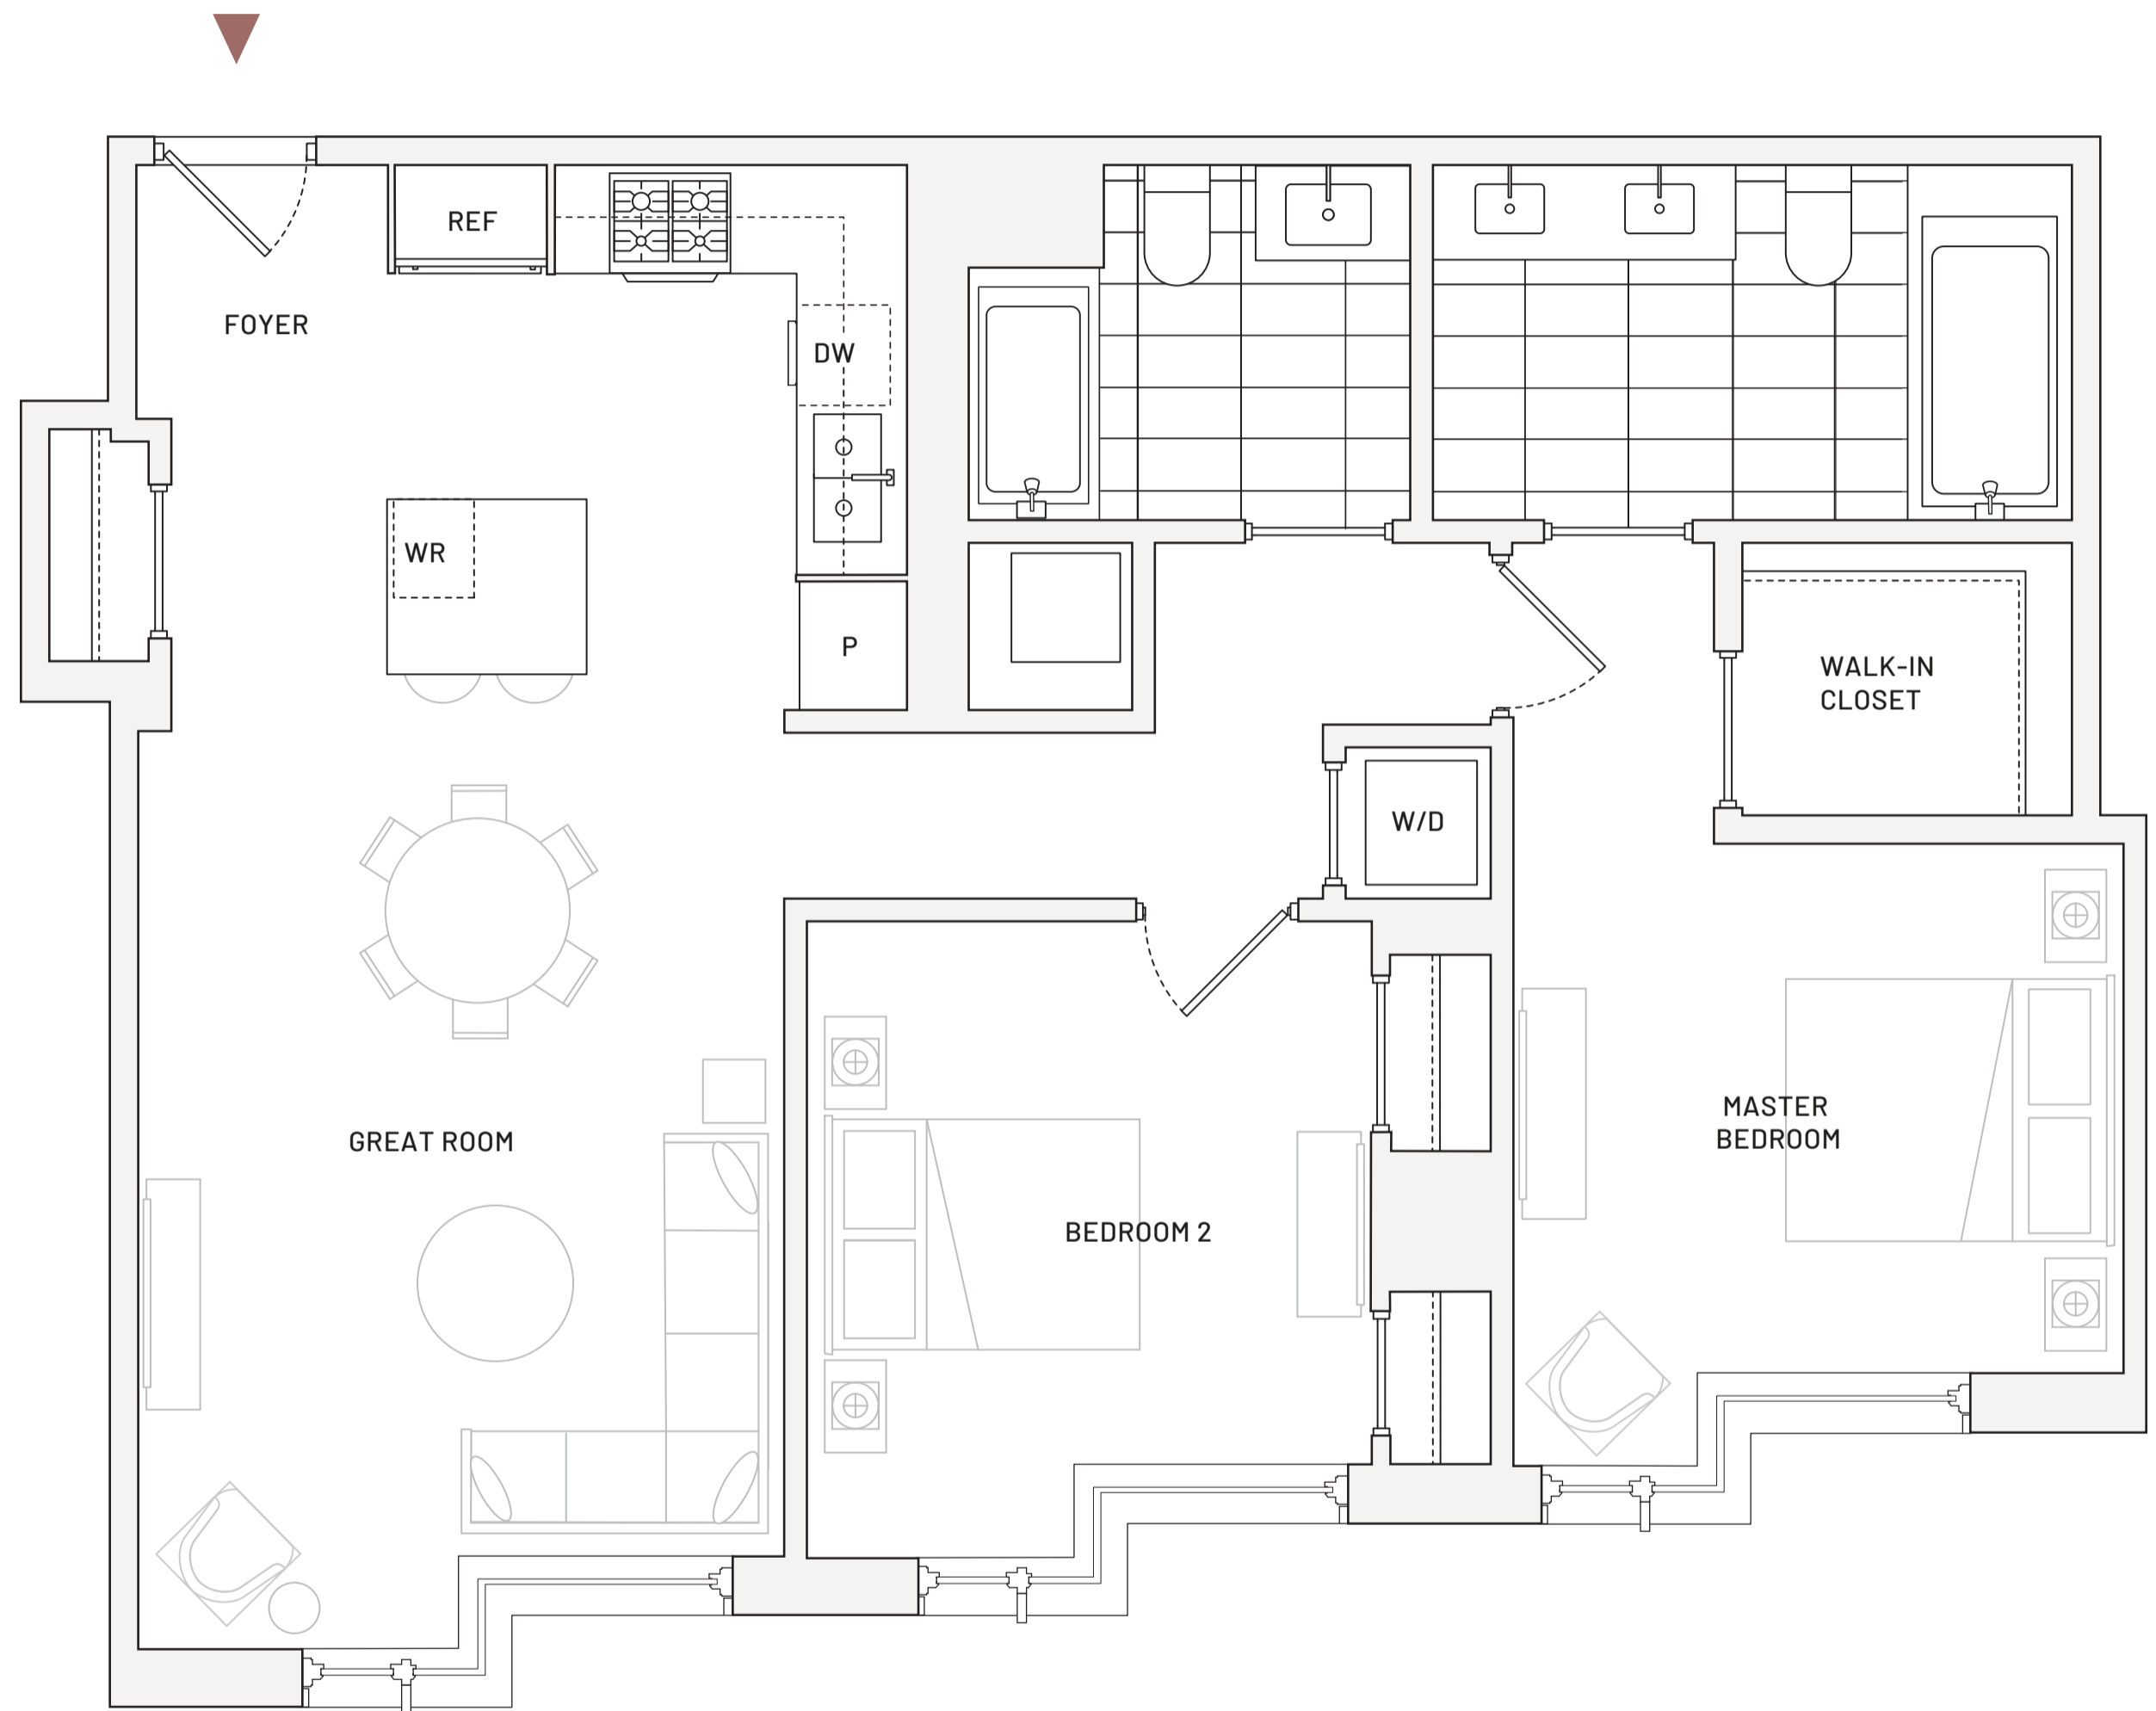 REF
FOYER
DW
WR
P
WALK-IN
CLOSET
W/D
MASTER
BEDROOM
GREAT ROOM
BEDROOM 2